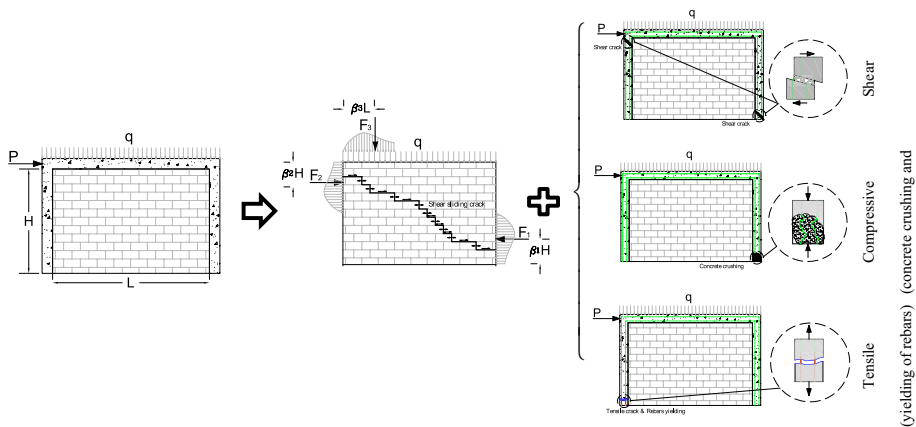 q
P
H
L
β3L
F3
q
β2H
F2
Shear sliding crack
F1
β1H
q
P
Shear crack
Shear crack
Shear
q
P
Concrete crushing
Compressive
(concrete crushing and
q
P
Tensile crack & Rebars yielding
Tensile
(yielding of rebars)